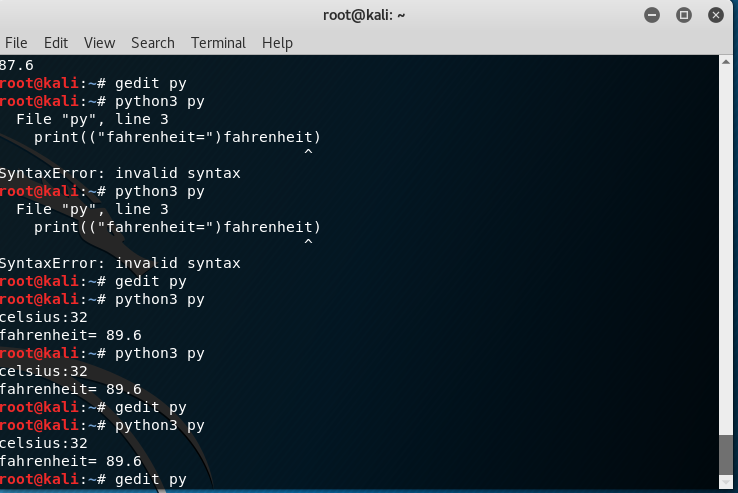 root@kali: ~
File Edit View Search Terminal Help
87.6
root@kali:~# gedit py
root@kali:~# python3 py
  File "py", line 3
    print(("fahrenheit=")fahrenheit)
                                  ^
SyntaxError: invalid syntax
root@kali:~# python3 py
  File "py", line 3
    print(("fahrenheit=")fahrenheit)
                                  ^
SyntaxError: invalid syntax
root@kali:~# gedit py
root@kali:~# python3 py
celsius:32
fahrenheit= 89.6
root@kali:~# python3 py
celsius:32
fahrenheit= 89.6
root@kali:~# gedit py
root@kali:~# python3 py
celsius:32
fahrenheit= 89.6
root@kali:~# gedit py